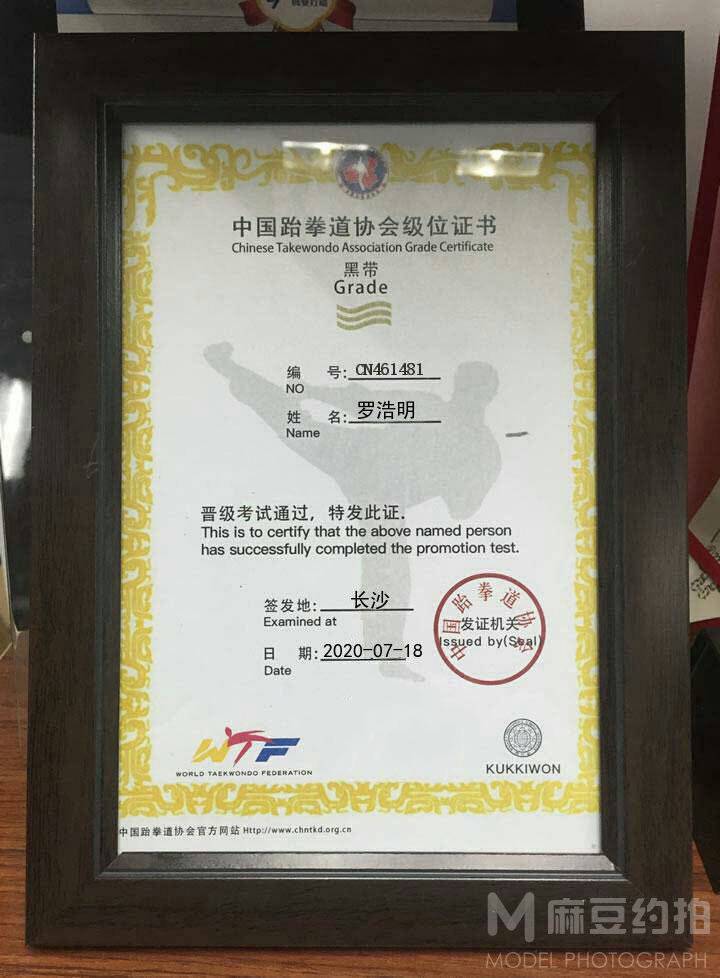 中国跆拳道协会级位证书
Chinese Takewondo Association Grade Certificate
黑带
Grade
编 号: CN461481
NO
姓 名: 罗浩明
Name
晋级考试通过，特发此证.
This is to certify that the above named person
has successfully completed the promotion test.
签发地: 长沙
Examined at
日 期: 2020-07-18
Date
中国跆拳道协会
发证机关
Issued by(Seal)
WTF
WORLD TAEKWONDO FEDERATION
KUKKIWON
中国跆拳道协会官方网站 Http://www.chntkd.org.cn
M 麻豆约拍
MODEL PHOTOGRAPH